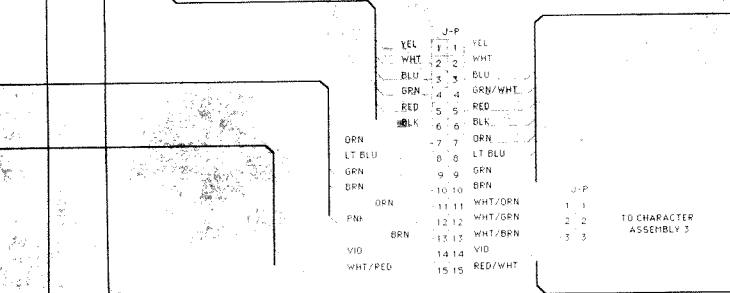 J-P
YEL 1 1 YEL
WHT 2 2 WHT
BLU 3 3 BLU
GRN 4 4 GRN/WHT
RED 5 5 RED
BLK 6 6 BLK
ORN 7 7 ORN
LT BLU 8 8 LT BLU
GRN 9 9 GRN
BRN 10 10 BRN
J-P
ORN 11 11 WHT/ORN 1 1
PNK 12 12 WHT/GRN 2 2 TO CHARACTER
BRN 13 13 WHT/BRN 3 3 ASSEMBLY 3
VIO 14 14 VIO
WHT/RED 15 15 RED/WHT